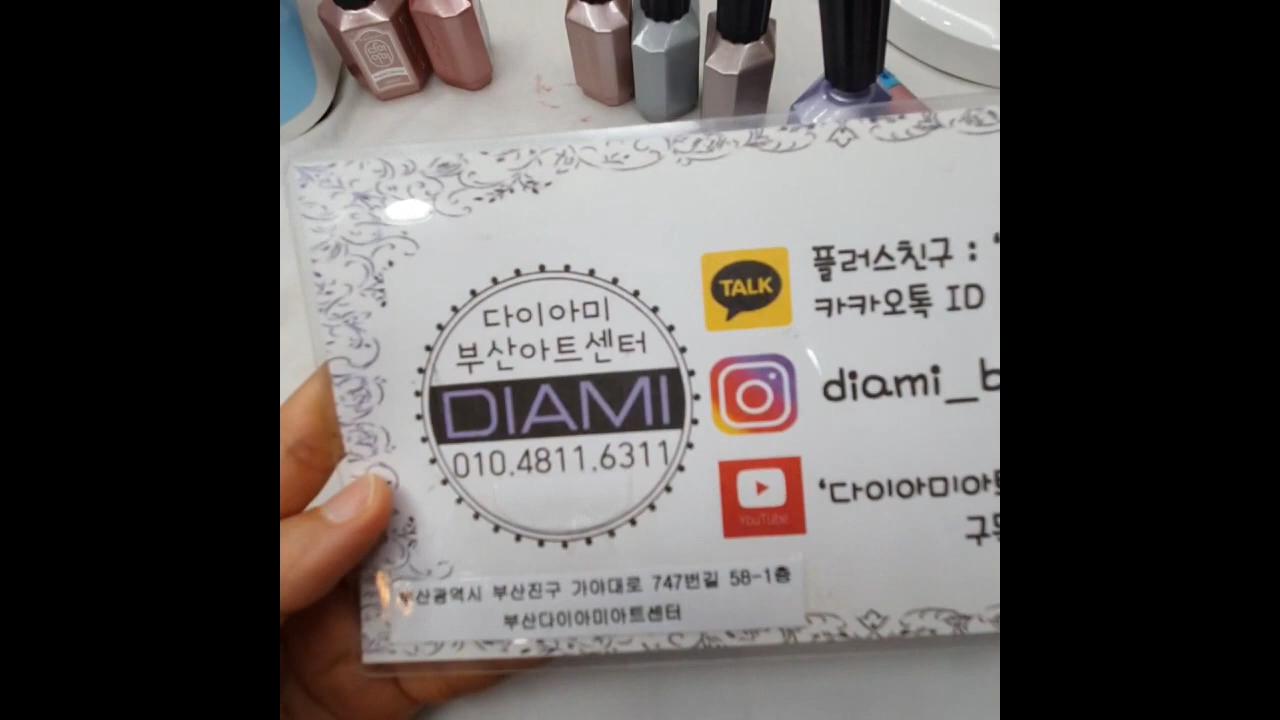 다이아미
부산아트센터
DIAMI
010.4811.6311
TALK
플러스친구 : '
카카오톡 ID
diami_b
YouTube
'다이아미아트
구독
부산광역시 부산진구 가야대로 747번길 58-1층
부산다이아미아트센터